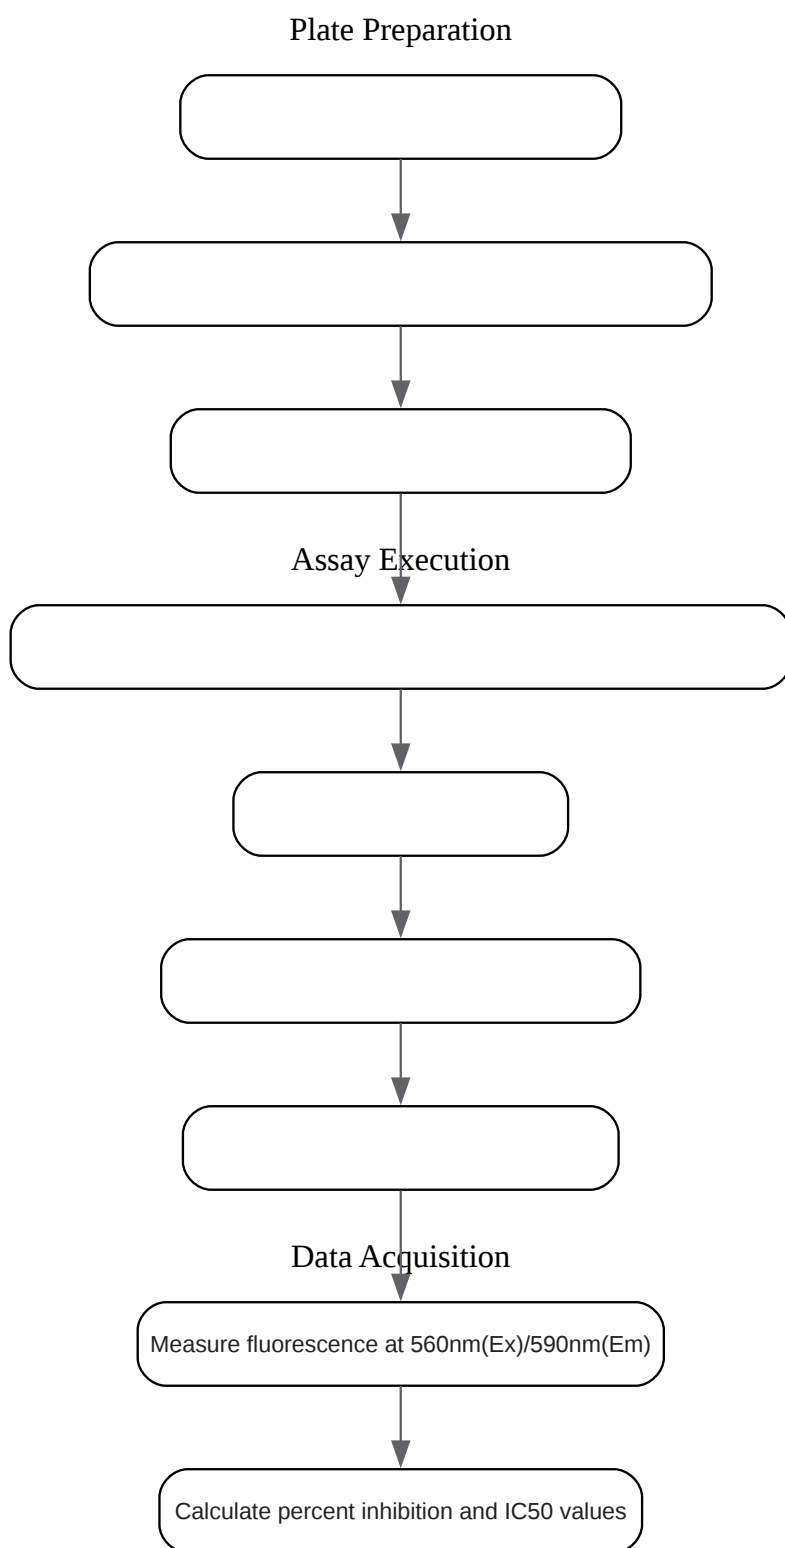 Plate Preparation
Assay Execution
Data Acquisition
Measure fluorescence at 560nm(Ex)/590nm(Em)
Calculate percent inhibition and IC50 values